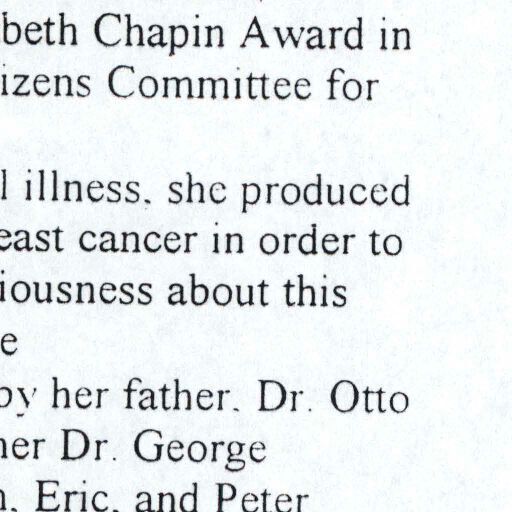 beth Chapin Award in
izens Committee for
l illness, she produced
east cancer in order to
iousness about this
e
by her father, Dr. Otto
her Dr. George
n, Eric, and Peter